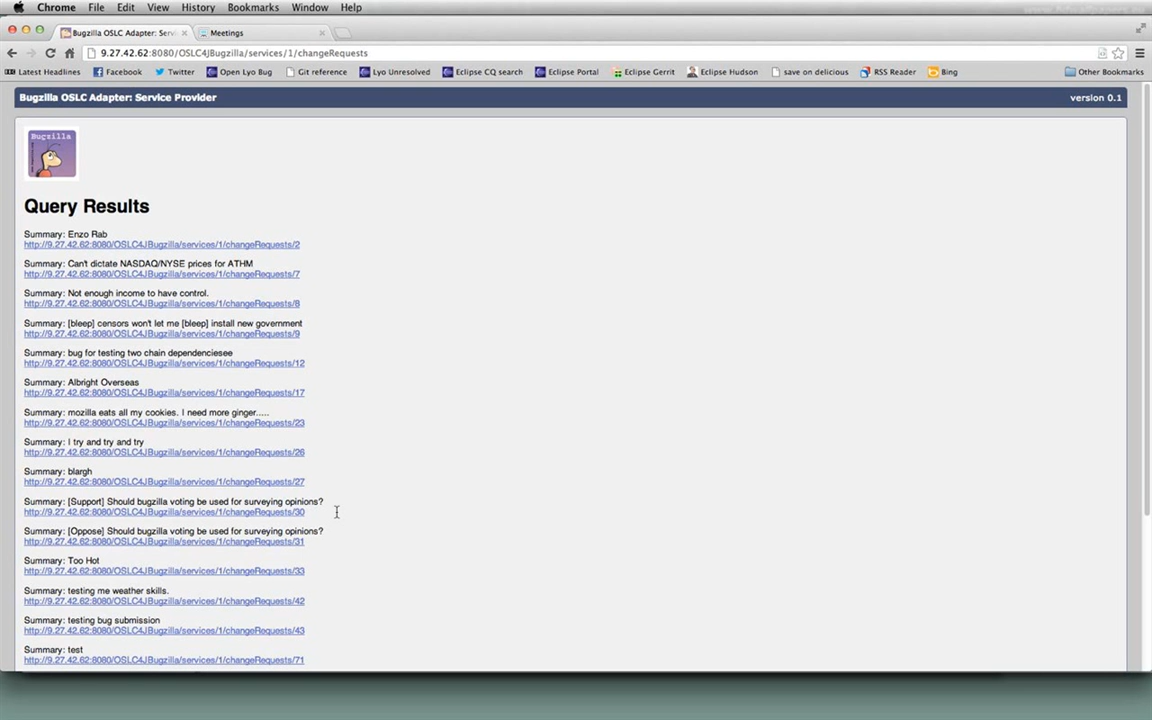 Chrome File Edit View History Bookmarks Window Help
Bugzilla OSLC Adapter: Servi
Meetings
9.27.42.62:8080/OSLC4JBugzilla/services/1/changeRequests
Latest Headlines Facebook Twitter Open Lyo Bug Git reference Lyo Unresolved Eclipse CQ search Eclipse Portal Eclipse Gerrit Eclipse Hudson save on delicious RSS Reader Bing Other Bookmarks
Bugzilla OSLC Adapter: Service Provider version 0.1
Bugzilla
Query Results
Summary: Enzo Rab
http://9.27.42.62:8080/OSLC4JBugzilla/services/1/changeRequests/2
Summary: Can't dictate NASDAQ/NYSE prices for ATHM
http://9.27.42.62:8080/OSLC4JBugzilla/services/1/changeRequests/7
Summary: Not enough income to have control.
http://9.27.42.62:8080/OSLC4JBugzilla/services/1/changeRequests/8
Summary: [bleep] censors won't let me [bleep] install new government
http://9.27.42.62:8080/OSLC4JBugzilla/services/1/changeRequests/9
Summary: bug for testing two chain dependenciesee
http://9.27.42.62:8080/OSLC4JBugzilla/services/1/changeRequests/12
Summary: Albright Overseas
http://9.27.42.62:8080/OSLC4JBugzilla/services/1/changeRequests/17
Summary: mozilla eats all my cookies. I need more ginger.....
http://9.27.42.62:8080/OSLC4JBugzilla/services/1/changeRequests/23
Summary: I try and try and try
http://9.27.42.62:8080/OSLC4JBugzilla/services/1/changeRequests/26
Summary: blargh
http://9.27.42.62:8080/OSLC4JBugzilla/services/1/changeRequests/27
Summary: [Support] Should bugzilla voting be used for surveying opinions?
http://9.27.42.62:8080/OSLC4JBugzilla/services/1/changeRequests/30
Summary: [Oppose] Should bugzilla voting be used for surveying opinions?
http://9.27.42.62:8080/OSLC4JBugzilla/services/1/changeRequests/31
Summary: Too Hot
http://9.27.42.62:8080/OSLC4JBugzilla/services/1/changeRequests/33
Summary: testing me weather skills.
http://9.27.42.62:8080/OSLC4JBugzilla/services/1/changeRequests/42
Summary: testing bug submission
http://9.27.42.62:8080/OSLC4JBugzilla/services/1/changeRequests/43
Summary: test
http://9.27.42.62:8080/OSLC4JBugzilla/services/1/changeRequests/71